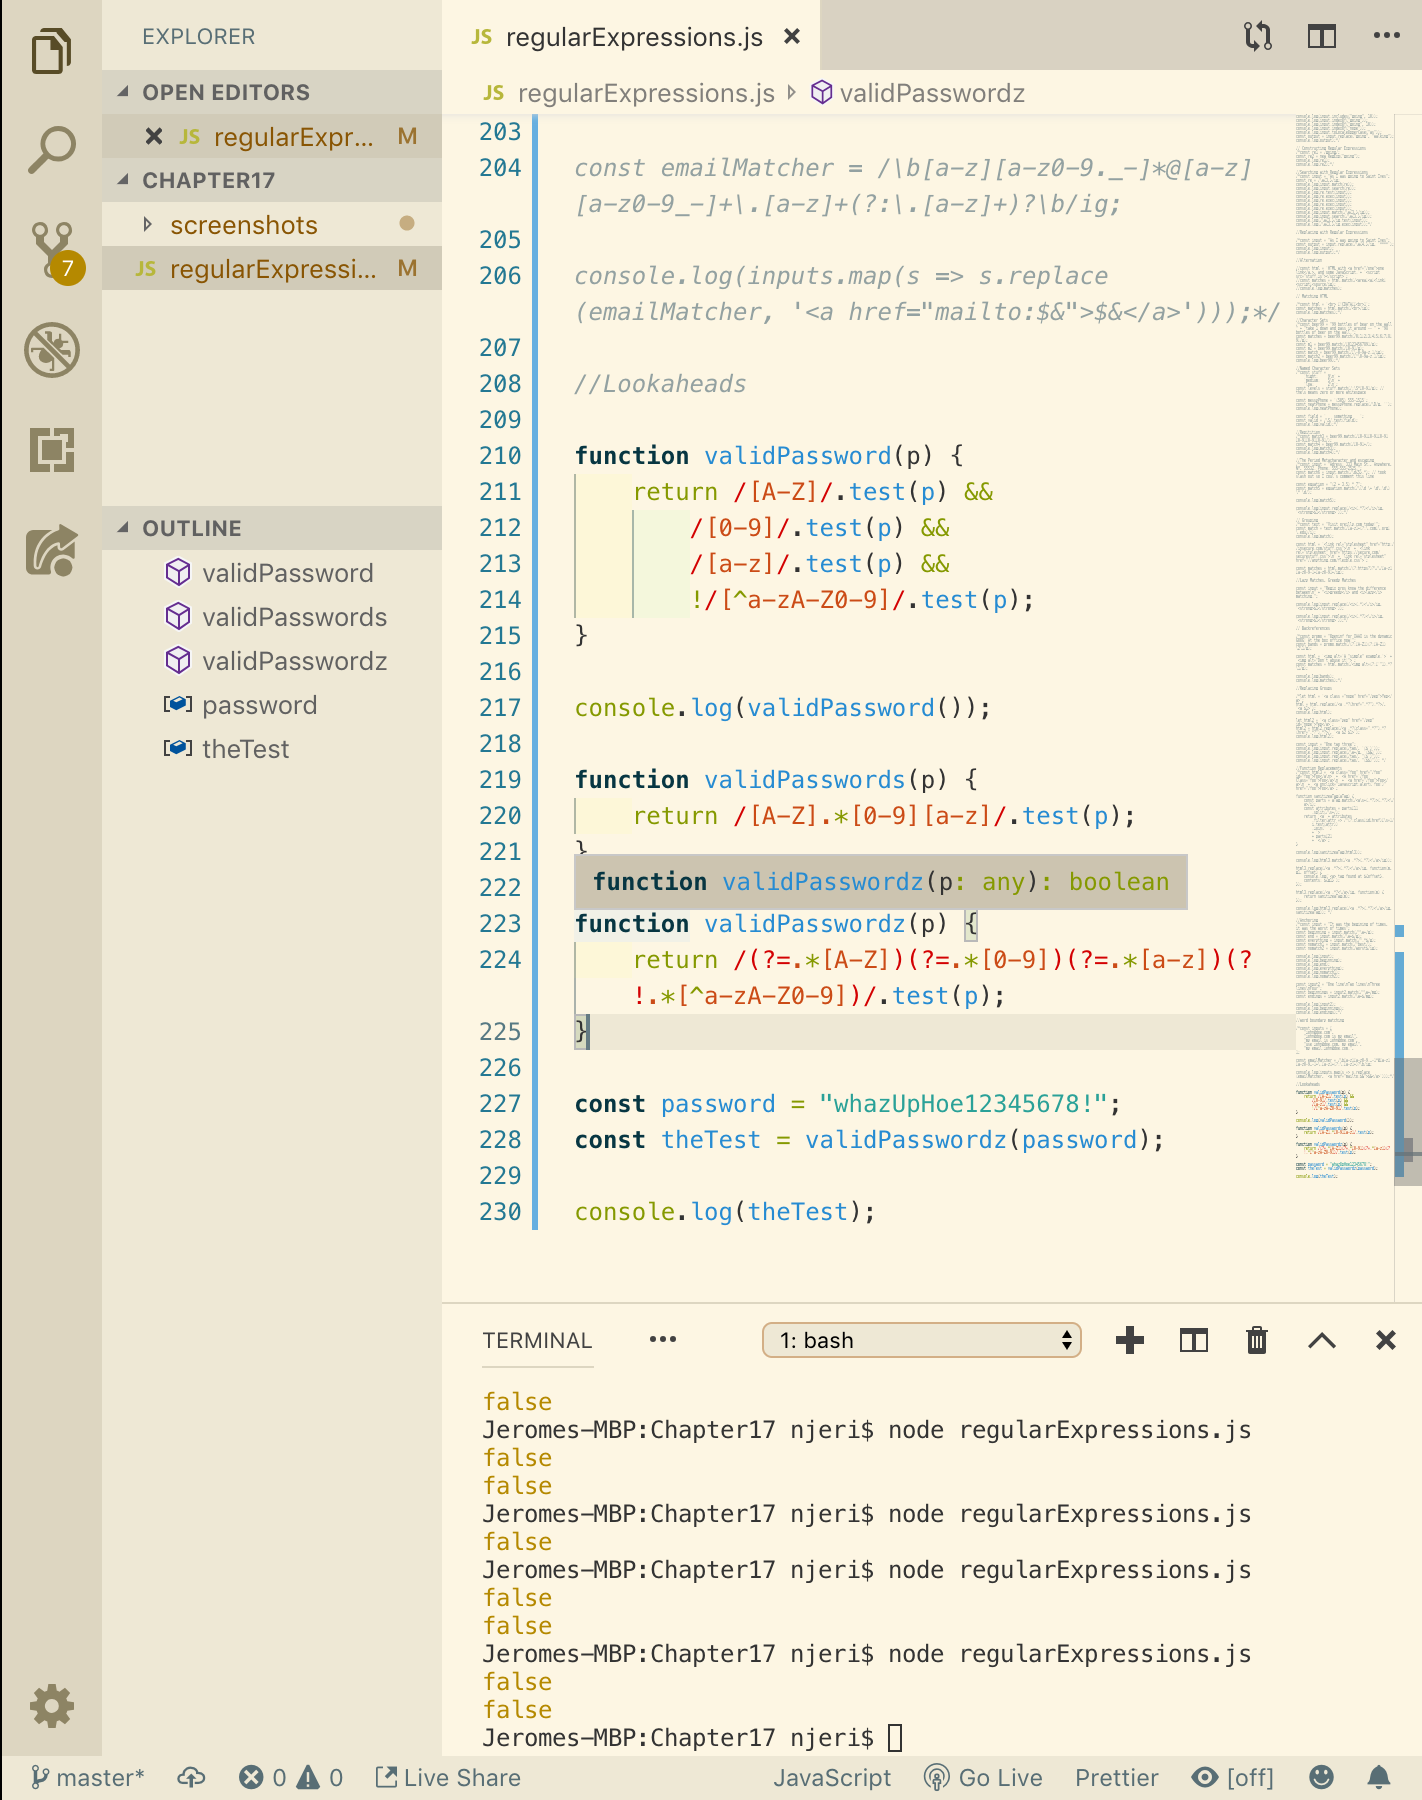 EXPLORER
OPEN EDITORS
JS regularExpr... M
CHAPTER17
screenshots
JS regularExpressi... M
7
OUTLINE
validPassword
validPasswords
validPasswordz
password
theTest
JS regularExpressions.js
JS regularExpressions.js validPasswordz
203
204 const emailMatcher = /\b[a-z][a-z0-9._-]*@[a-z]
[a-z0-9_-]+\.[a-z]+(?:\.[a-z]+)?\b/ig;
205
206 console.log(inputs.map(s => s.replace
(emailMatcher, '<a href="mailto:$&">$&</a>')));*/
207
208 //Lookaheads
209
210 function validPassword(p) {
211 return /[A-Z]/.test(p) &&
212 /[0-9]/.test(p) &&
213 /[a-z]/.test(p) &&
214 !/[^a-zA-Z0-9]/.test(p);
215 }
216
217 console.log(validPassword());
218
219 function validPasswords(p) {
220 return /[A-Z].*[0-9][a-z]/.test(p);
221 }
222 function validPasswordz(p: any): boolean
223 function validPasswordz(p) {
224 return /(?=.*[A-Z])(?=.*[0-9])(?=.*[a-z])(?
!.*[^a-zA-Z0-9])/.test(p);
225 }
226
227 const password = "whazUpHoe12345678!";
228 const theTest = validPasswordz(password);
229
230 console.log(theTest);
TERMINAL ••• 1: bash
false
Jeromes-MBP:Chapter17 njeri$ node regularExpressions.js
false
false
Jeromes-MBP:Chapter17 njeri$ node regularExpressions.js
false
Jeromes-MBP:Chapter17 njeri$ node regularExpressions.js
false
false
Jeromes-MBP:Chapter17 njeri$ node regularExpressions.js
false
false
Jeromes-MBP:Chapter17 njeri$
master* 0 0 Live Share JavaScript Go Live Prettier [off]